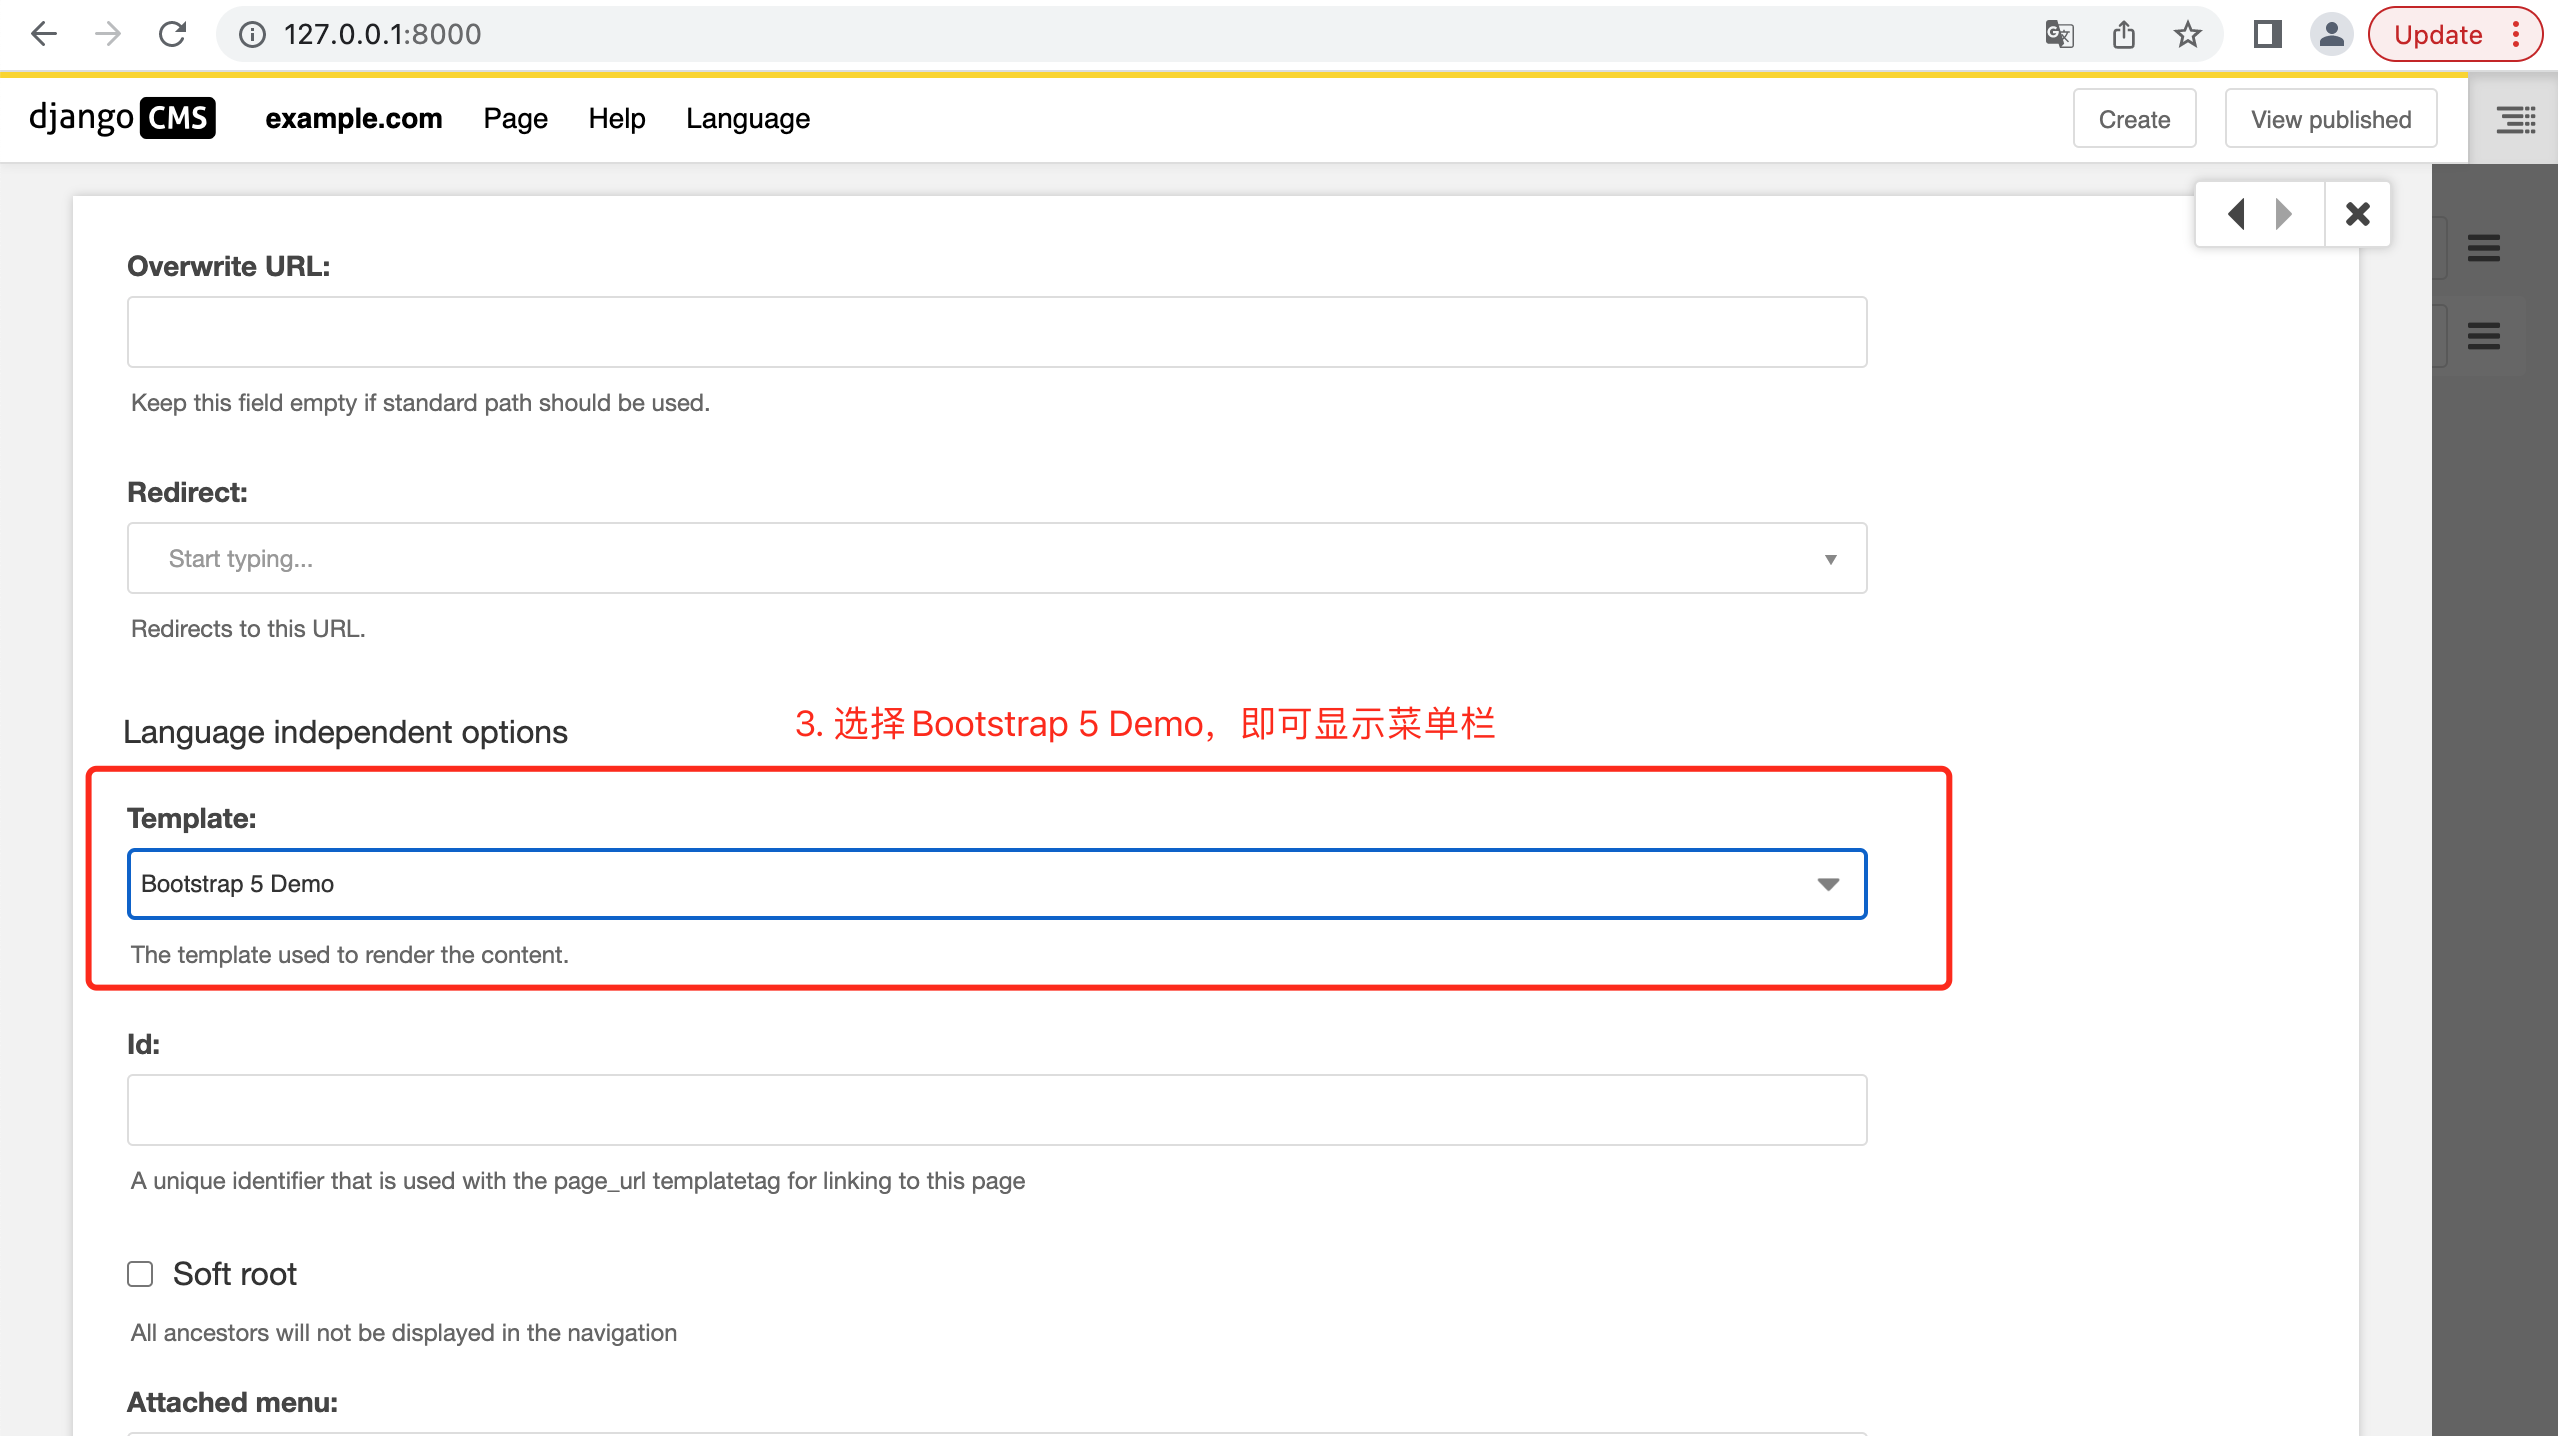 127.0.0.1:8000
Update
django CMS
example.com
Page
Help
Language
Create
View published
Overwrite URL:
Keep this field empty if standard path should be used.
Redirect:
Start typing...
Redirects to this URL.
Language independent options
3. 选择Bootstrap 5 Demo，即可显示菜单栏
Template:
Bootstrap 5 Demo
The template used to render the content.
Id:
A unique identifier that is used with the page_url templatetag for linking to this page
Soft root
All ancestors will not be displayed in the navigation
Attached menu: